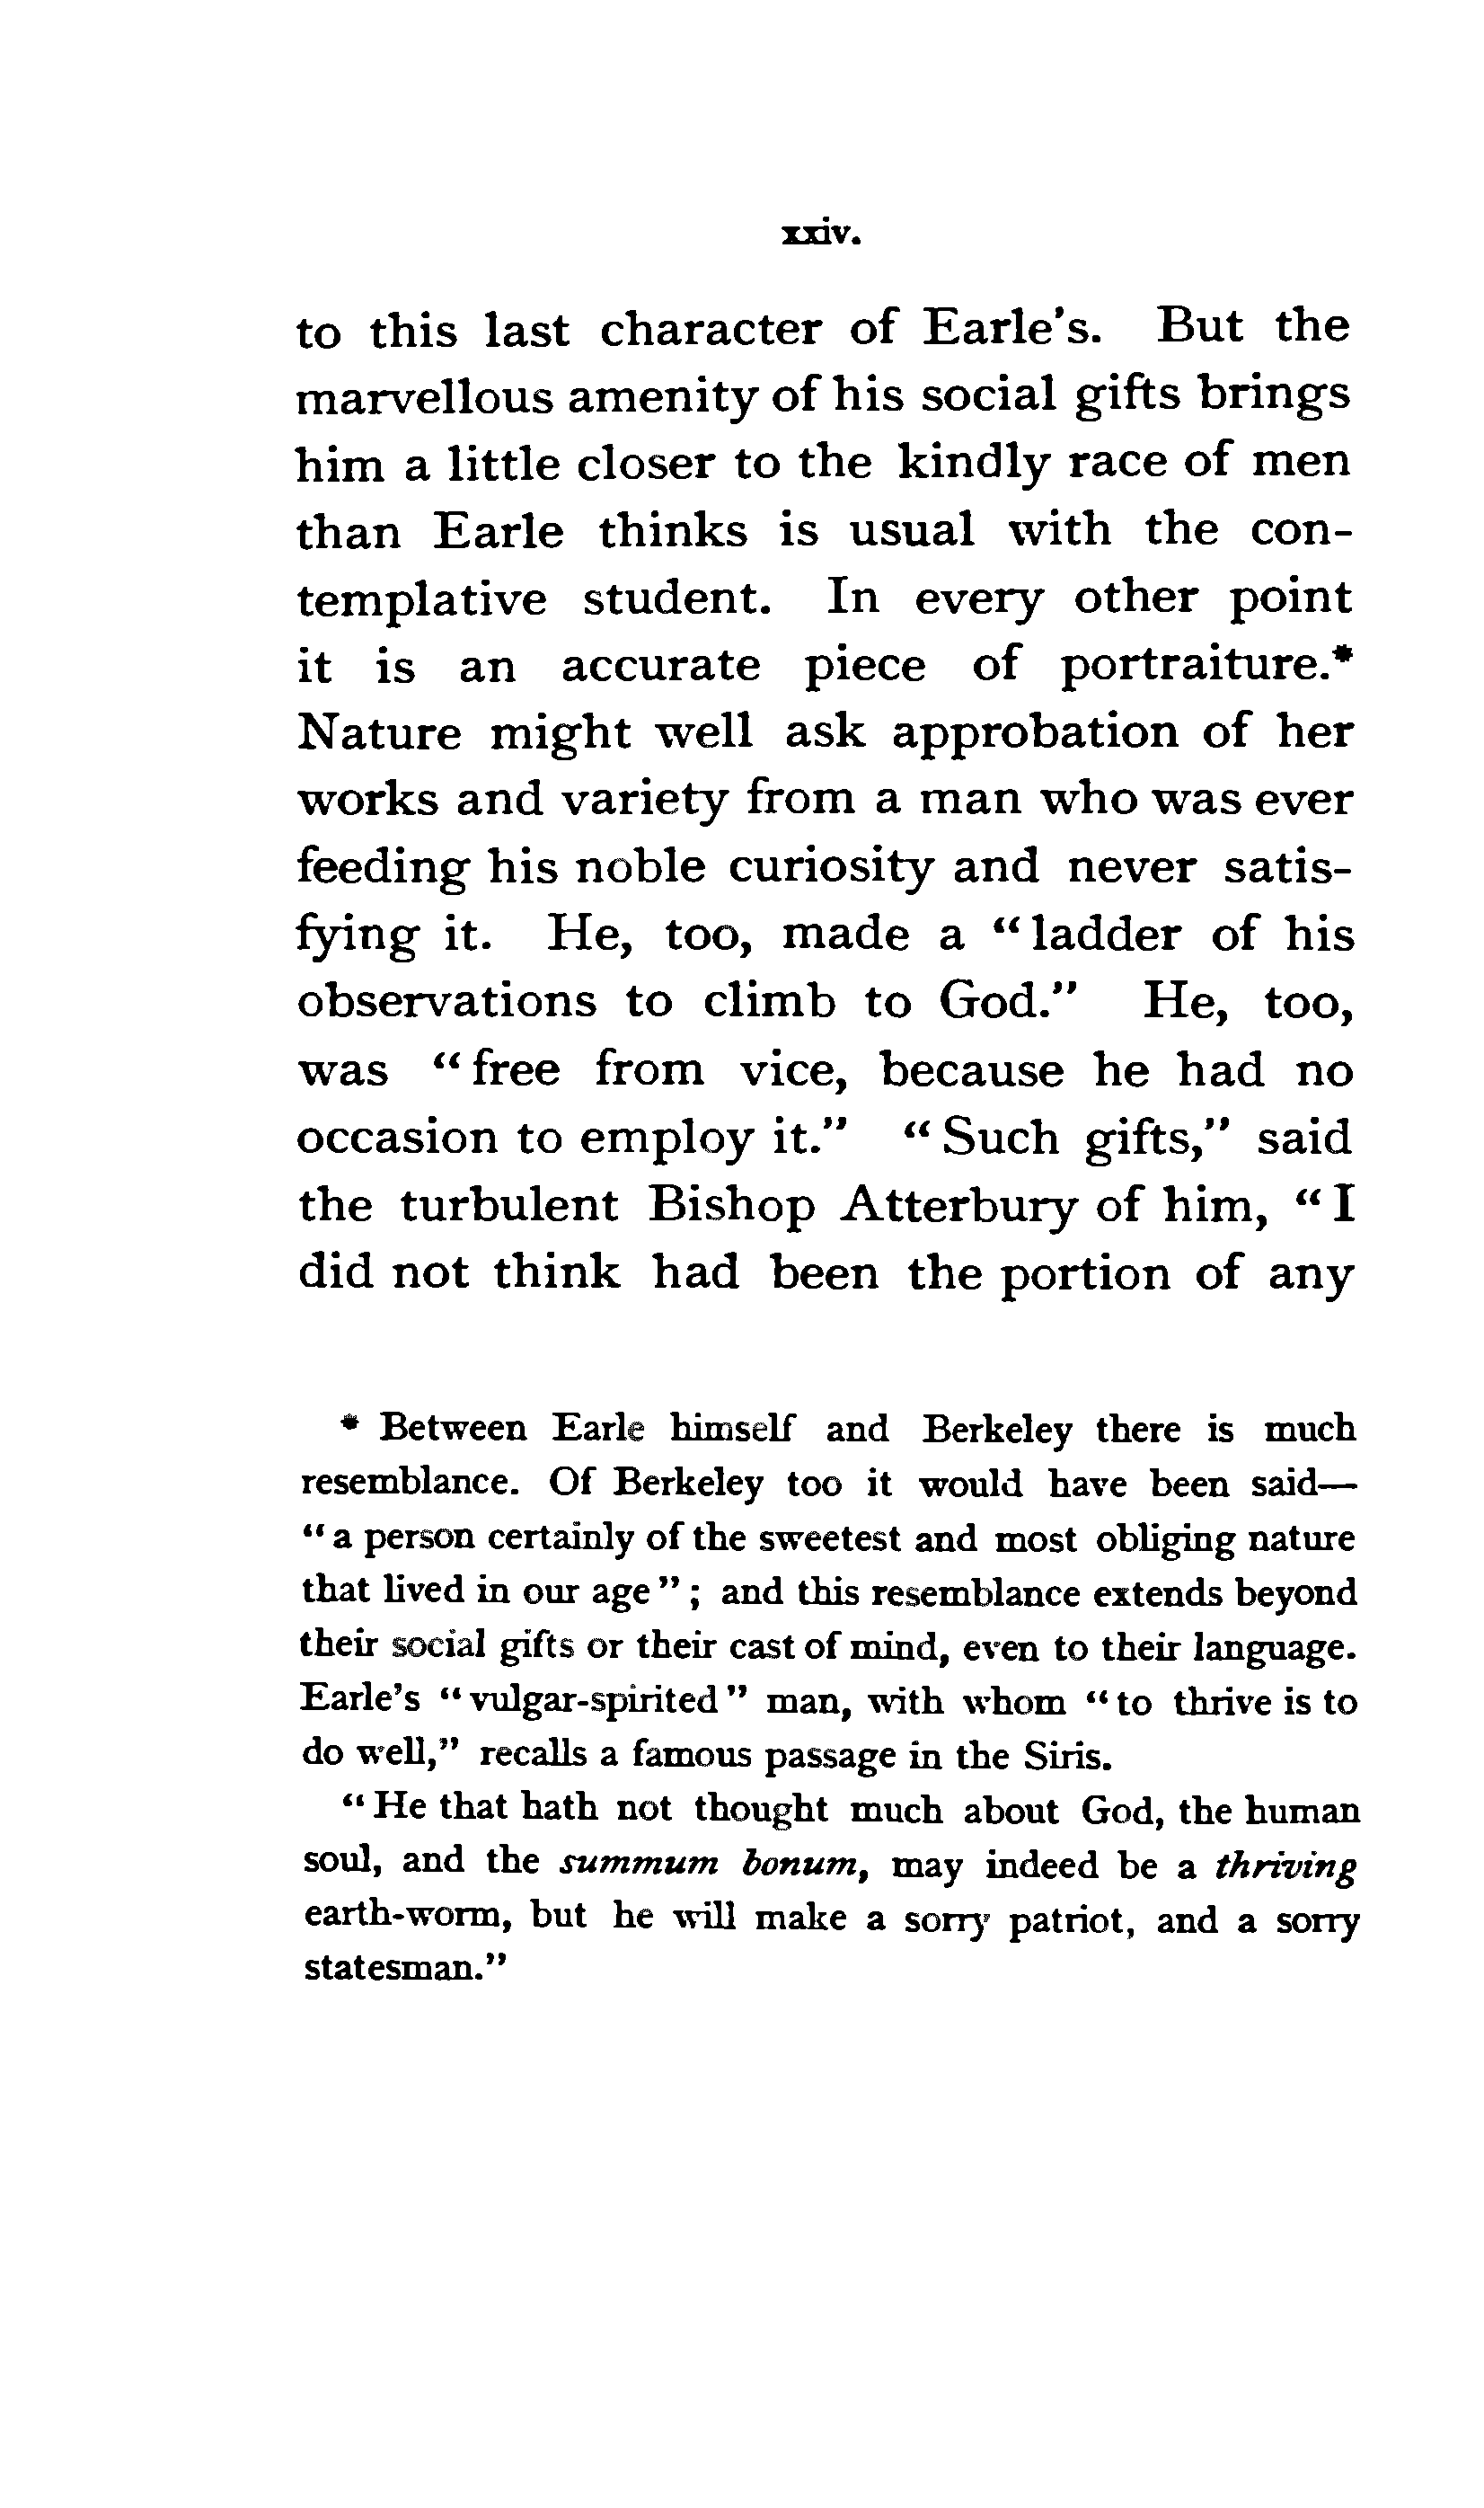 xxiv.
to this last character of Earle's. But the
marvellous amenity of his social gifts brings
him a little closer to the kindly race of men
than Earle thinks is usual with the con-
templative student. In every other point
it is an accurate piece of portraiture.*
Nature might well ask approbation of her
works and variety from a man who was ever
feeding his noble curiosity and never satis-
fying it. He, too, made a "ladder of his
observations to climb to God." He, too,
was "free from vice, because he had no
occasion to employ it." "Such gifts," said
the turbulent Bishop Atterbury of him, "I
did not think had been the portion of any
* Between Earle himself and Berkeley there is much
resemblance. Of Berkeley too it would have been said—
"a person certainly of the sweetest and most obliging nature
that lived in our age"; and this resemblance extends beyond
their social gifts or their cast of mind, even to their language.
Earle's "vulgar-spirited" man, with whom "to thrive is to
do well," recalls a famous passage in the Siris.
"He that hath not thought much about God, the human
soul, and the summum bonum, may indeed be a thriving
earth-worm, but he will make a sorry patriot, and a sorry
statesman."